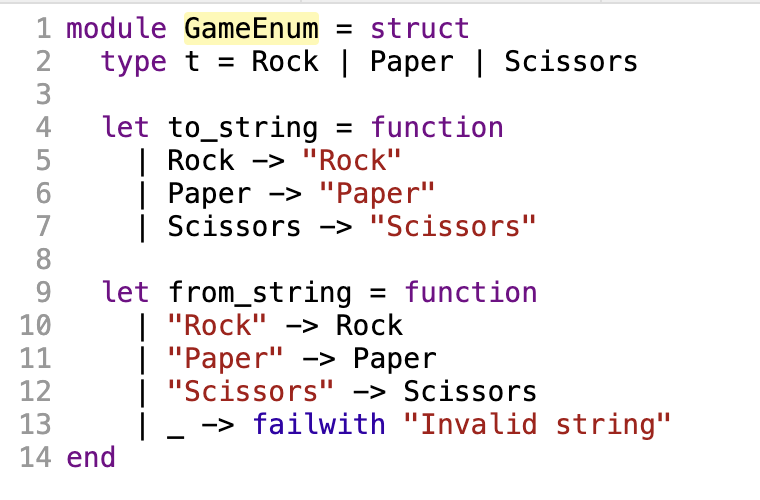 1 module GameEnum = struct
2   type t = Rock | Paper | Scissors
3
4   let to_string = function
5     | Rock -> "Rock"
6     | Paper -> "Paper"
7     | Scissors -> "Scissors"
8
9   let from_string = function
10     | "Rock" -> Rock
11     | "Paper" -> Paper
12     | "Scissors" -> Scissors
13     | _ -> failwith "Invalid string"
14 end